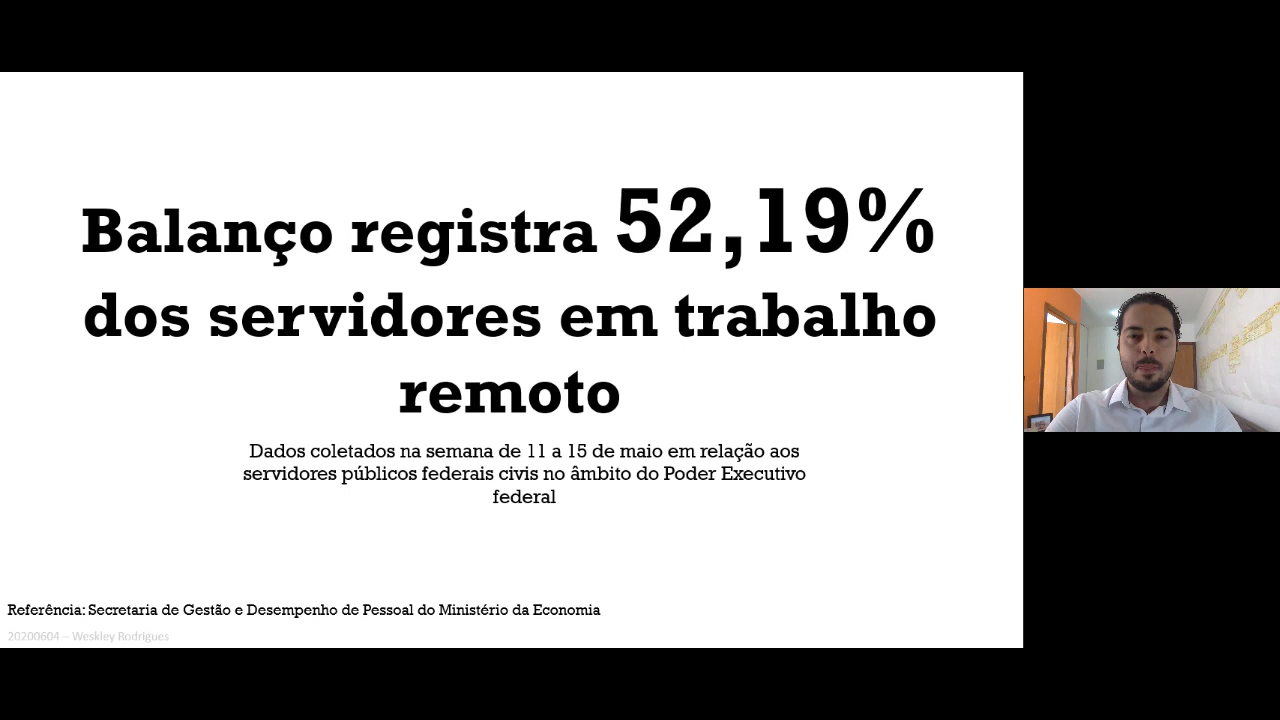 Balanço registra 52,19%
dos servidores em trabalho
remoto
Dados coletados na semana de 11 a 15 de maio em relação aos
servidores públicos federais civis no âmbito do Poder Executivo
federal
Referência: Secretaria de Gestão e Desempenho de Pessoal do Ministério da Economia
20200604 – Weskley Rodrigues